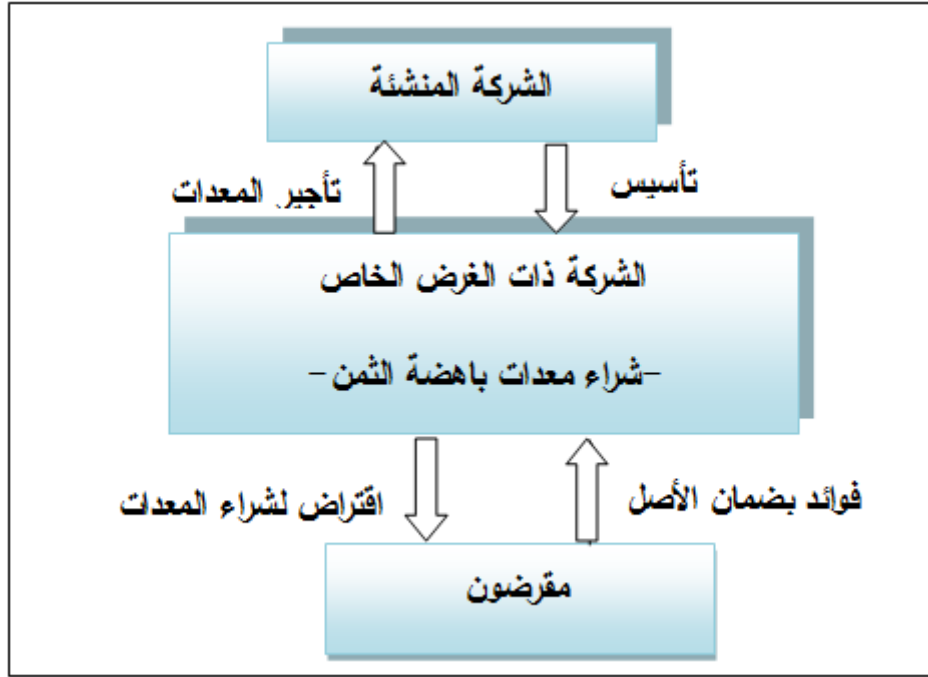 الشركة المنشئة
تأسيس
تأجير المعدات
الشركة ذات الغرض الخاص
-شراء معدات باهضة الثمن-
فوائد بضمان الأصل
اقتراض لشراء المعدات
مقرضون